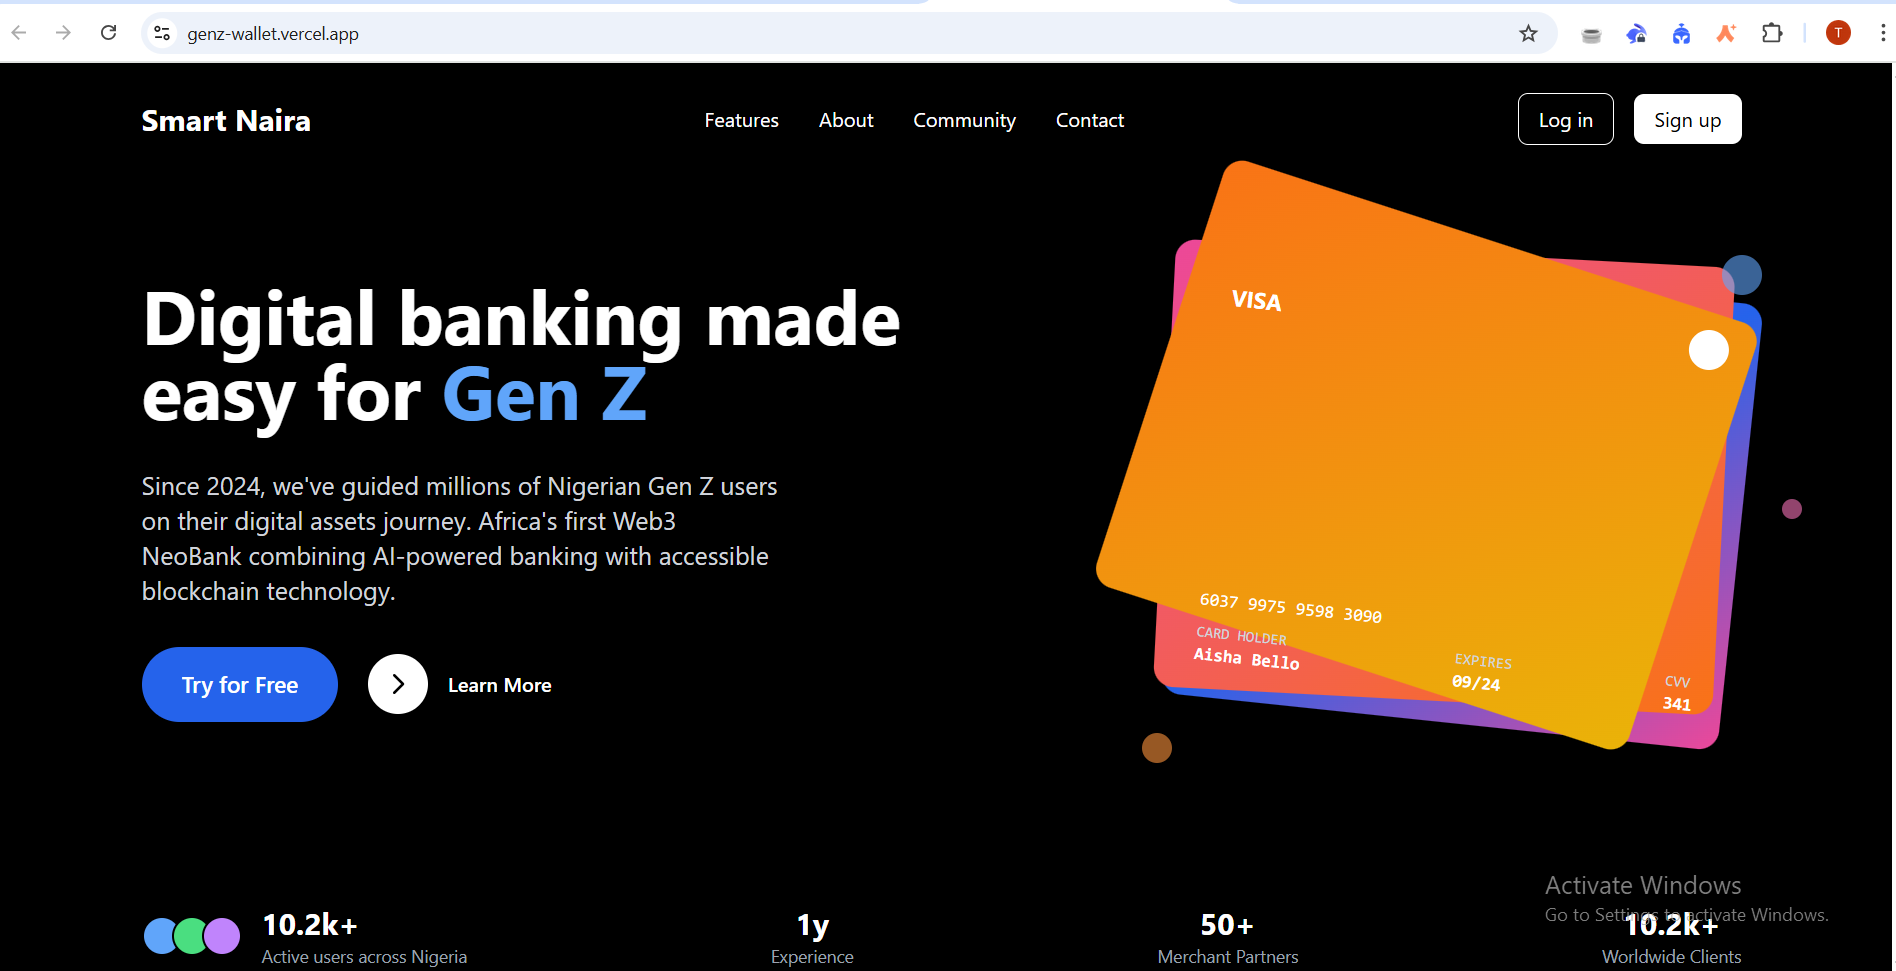 genz-wallet.vercel.app
T
Smart Naira
Features
About
Community
Contact
Log in
Sign up
Digital banking made
easy for Gen Z
Since 2024, we've guided millions of Nigerian Gen Z users
on their digital assets journey. Africa's first Web3
NeoBank combining AI-powered banking with accessible
blockchain technology.
Try for Free
Learn More
VISA
6037 9975 9598 3090
CARD HOLDER
Aisha Bello
EXPIRES
09/24
CVV
341
10.2k+
Active users across Nigeria
1y
Experience
50+
Merchant Partners
10.2k+
Worldwide Clients
Activate Windows
Go to Settings to activate Windows.